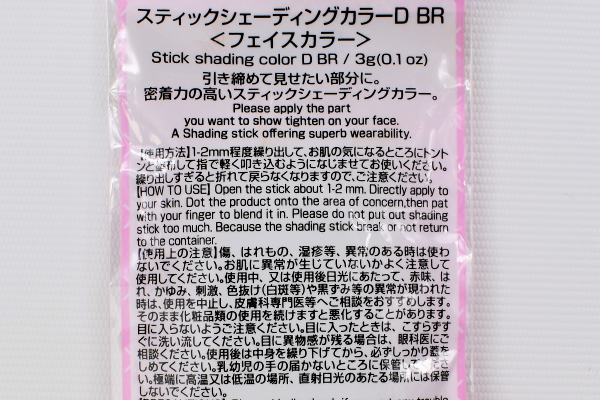 スティックシェーディングカラーD BR
＜フェイスカラー＞
Stick shading color D BR / 3g(0.1 oz)
引き締めて見せたい部分に。
密着力の高いスティックシェーディングカラー。
Please apply the part
you want to show tighten on your face.
A Shading stick offering superb wearability.
【使用方法】1-2mm程度繰り出して、お肌の気になるところにトント
ンと塗布して指で軽く叩き込むようになじませてお使いください。
繰り出しすぎると折れて戻らなくなりますので、ご注意ください。
[HOW TO USE] Open the stick about 1-2 mm. Directly apply to
your skin. Dot the product onto the area of concern,then pat
with your finger to blend it in. Please do not put out shading
stick too much. Because the shading stick break or not return
to the container.
【使用上の注意】傷、はれもの、湿疹等、異常のある時は使わ
ないでください。お肌に異常が生じていないかよく注意して
使用してください。使用中、又は使用後日光にあたって、赤味、は
れ、かゆみ、刺激、色抜け(白斑等)や黒ずみ等の異常が現われた
時は、使用を中止し、皮膚科専門医等へご相談をおすすめします。
そのまま化粧品類の使用を続けますと悪化することがあります。
目に入らないようご注意ください。目に入ったときは、こすらずす
ぐに洗い流してください。目に異物感が残る場合は、眼科医にご
相談ください。使用後は中身を繰り下げてから、必ずしっかり蓋を
しめてください。乳幼児の手の届かないところに保管してくださ
い。極端に高温又は低温の場所、直射日光のあたる場所には保管
しないでください。